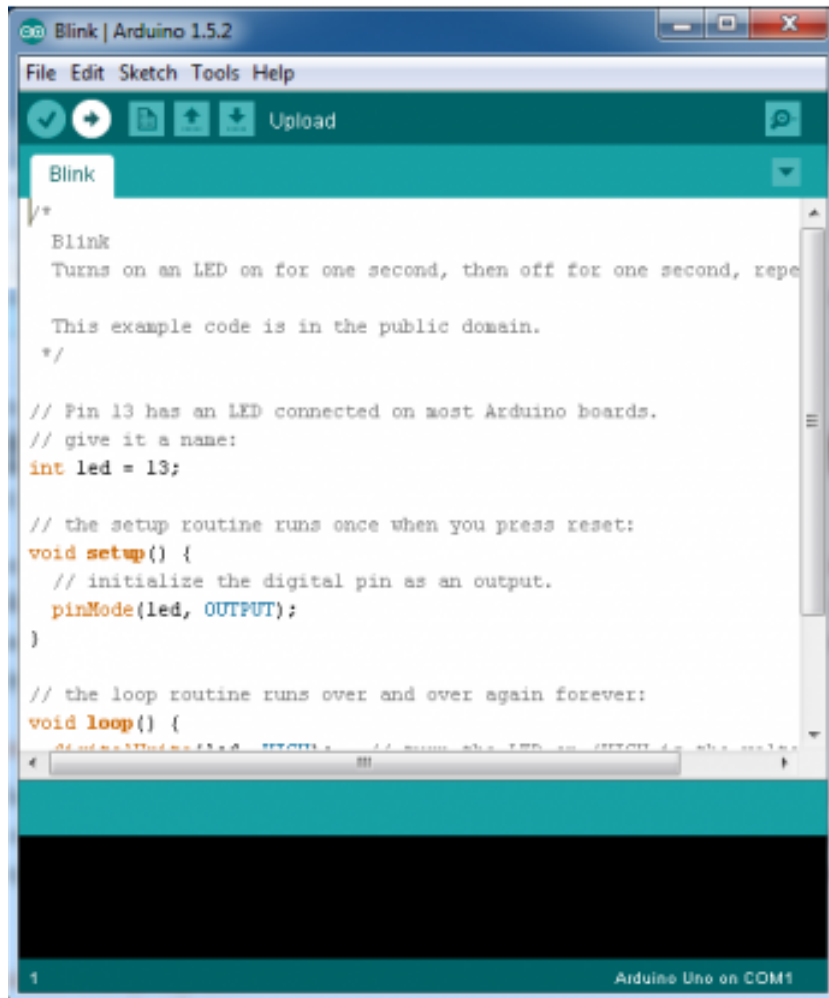 Blink | Arduino 1.5.2
File Edit Sketch Tools Help
Upload
Blink
/*
Blink
Turns on an LED on for one second, then off for one second, repe
This example code is in the public domain.
*/
// Pin 13 has an LED connected on most Arduino boards.
// give it a name:
int led = 13;
// the setup routine runs once when you press reset:
void setup() {
// initialize the digital pin as an output.
pinMode(led, OUTPUT);
}
// the loop routine runs over and over again forever:
void loop() {
1
Arduino Uno on COM1